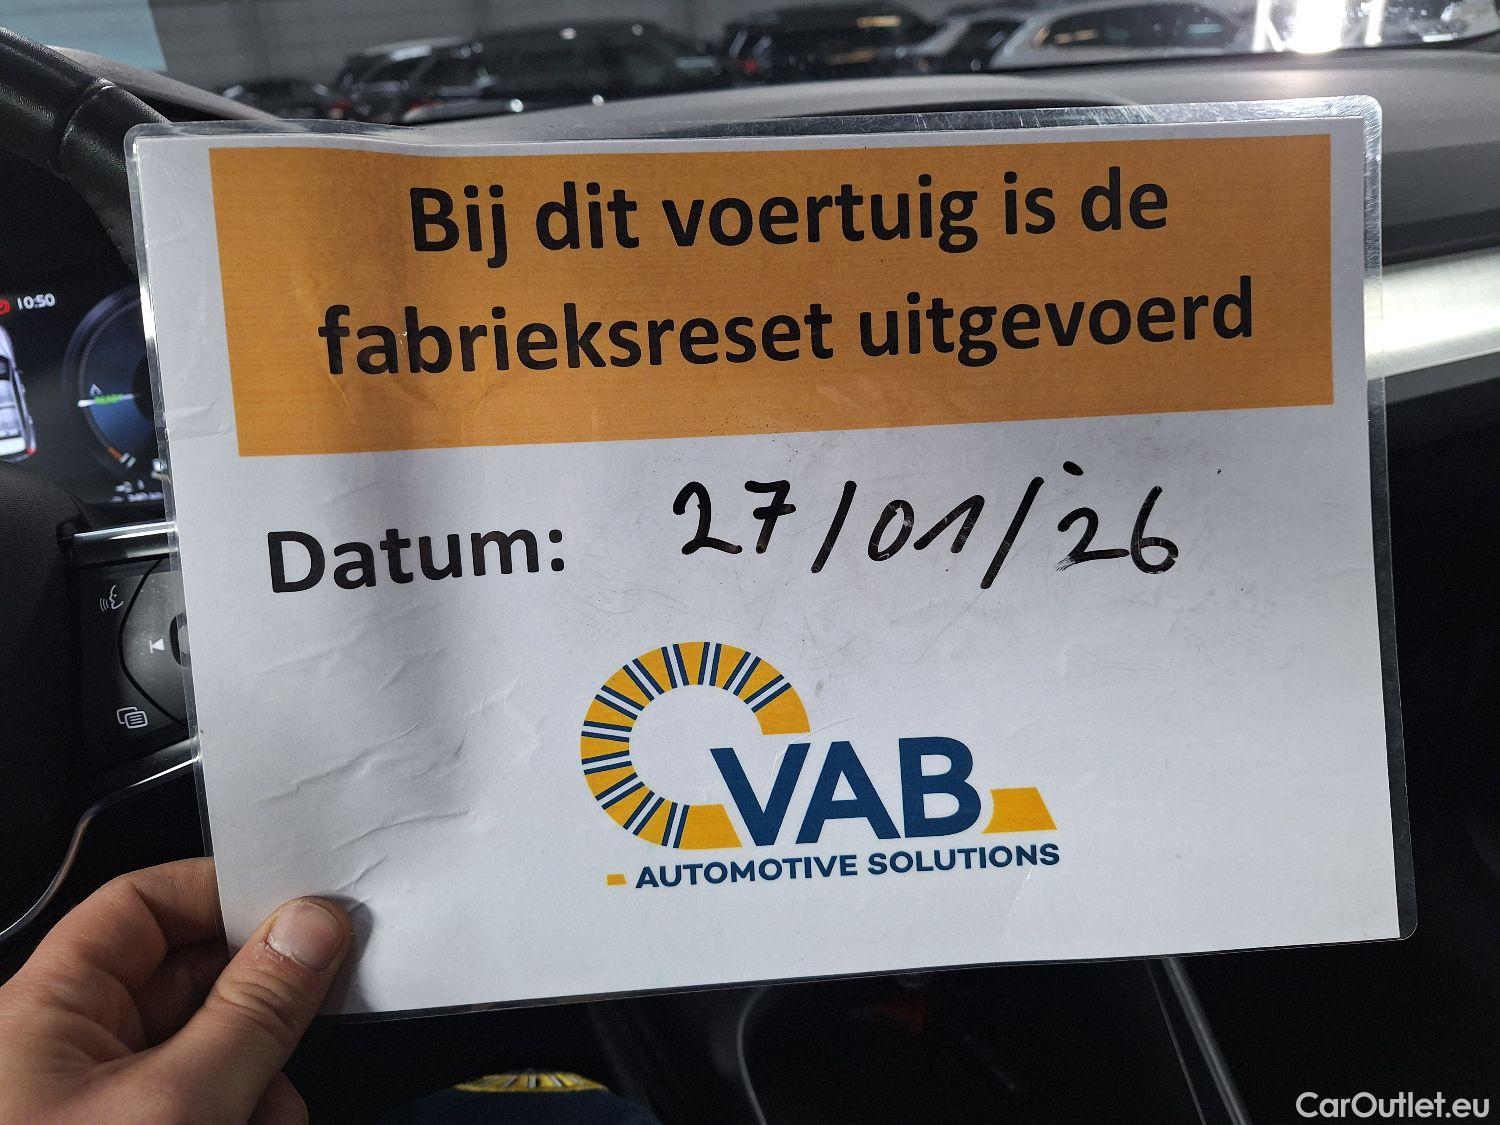 Bij dit voertuig is de
fabrieksreset uitgevoerd
10:50
Datum: 27/01/26
VAB
AUTOMOTIVE SOLUTIONS
CarOutlet.eu